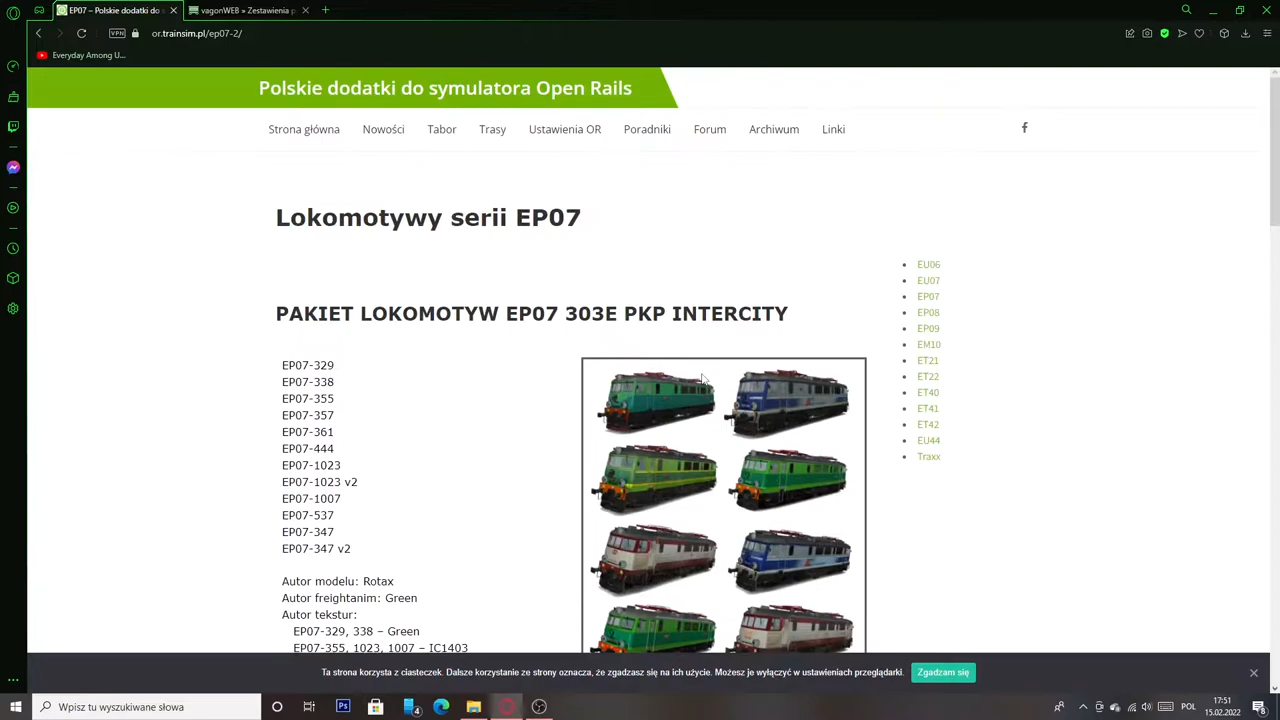 EP07 – Polskie dodatki do
vagonWEB » Zestawienia p
VPN
or.trainsim.pl/ep07-2/
Everyday Among U...
Polskie dodatki do symulatora Open Rails
Strona główna Nowości Tabor Trasy Ustawienia OR Poradniki Forum Archiwum Linki
Lokomotywy serii EP07
PAKIET LOKOMOTYW EP07 303E PKP INTERCITY
EP07-329
EP07-338
EP07-355
EP07-357
EP07-361
EP07-444
EP07-1023
EP07-1023 v2
EP07-1007
EP07-537
EP07-347
EP07-347 v2
Autor modelu: Rotax
Autor freightanim: Green
Autor tekstur:
EP07-329, 338 – Green
EP07-355, 1023, 1007 – IC1403
EU06
EU07
EP07
EP08
EP09
EM10
ET21
ET22
ET40
ET41
ET42
EU44
Traxx
Ta strona korzysta z ciasteczek. Dalsze korzystanie ze strony oznacza, że zgadzasz się na ich użycie. Możesz je wyłączyć w ustawieniach przeglądarki.
Zgadzam się
Wpisz tu wyszukiwane słowa
Ps
4
POL
17:51
15.02.2022
8